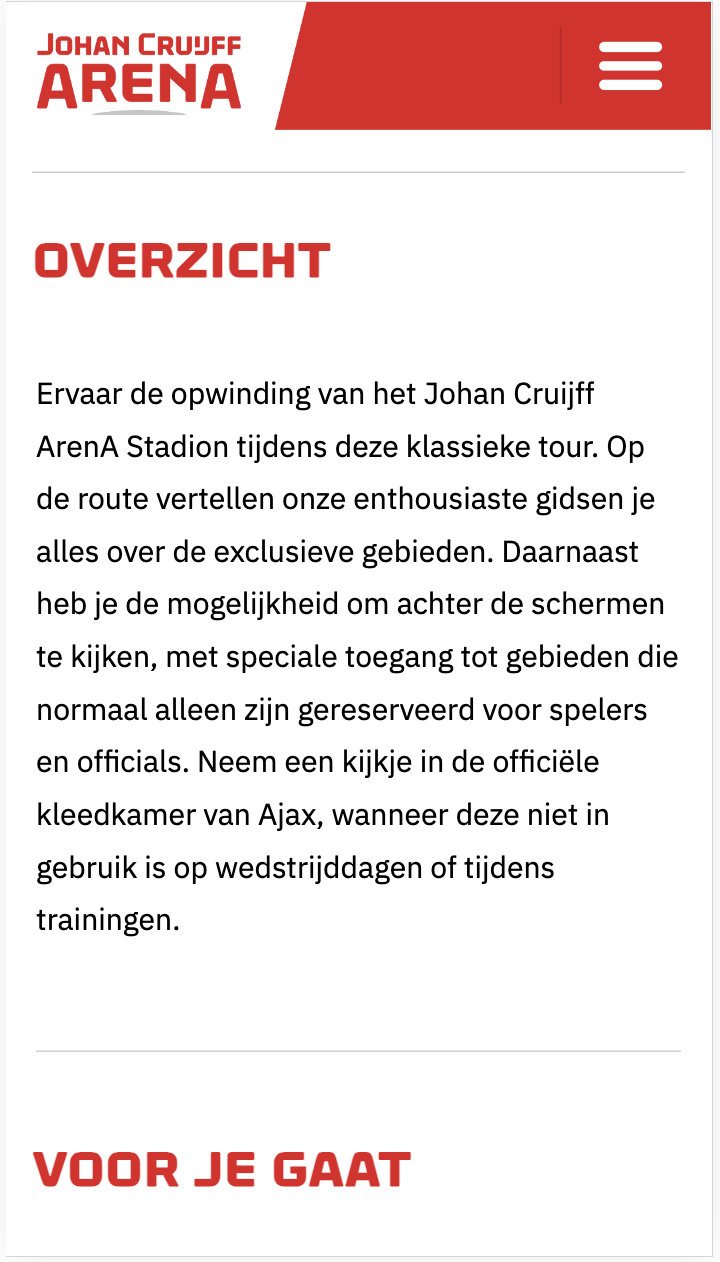 JOHAN CRUIJFF
ARENA
OVERZICHT
Ervaar de opwinding van het Johan Cruijff
ArenA Stadion tijdens deze klassieke tour. Op
de route vertellen onze enthousiaste gidsen je
alles over de exclusieve gebieden. Daarnaast
heb je de mogelijkheid om achter de schermen
te kijken, met speciale toegang tot gebieden die
normaal alleen zijn gereserveerd voor spelers
en officials. Neem een kijkje in de officiële
kleedkamer van Ajax, wanneer deze niet in
gebruik is op wedstrijddagen of tijdens
trainingen.
VOOR JE GAAT